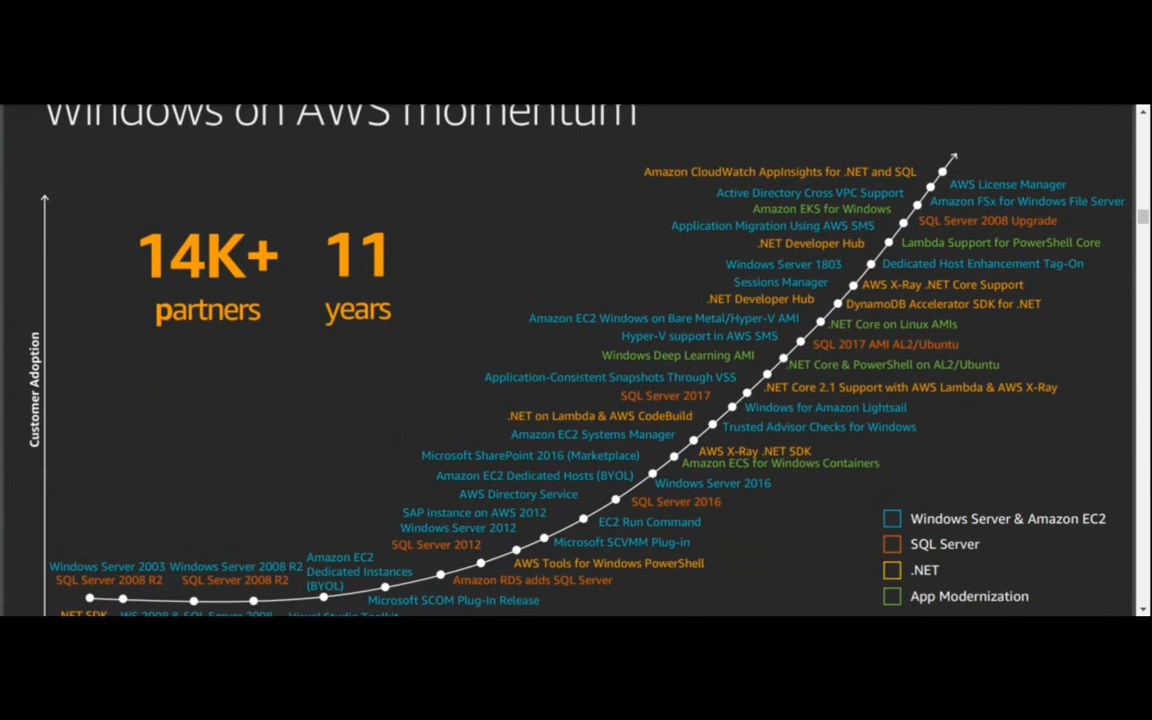 Windows on AWS momentum
14K+ 11
partners years
Customer Adoption
Amazon CloudWatch AppInsights for .NET and SQL
AWS License Manager
Active Directory Cross VPC Support
Amazon FSx for Windows File Server
Amazon EKS for Windows
SQL Server 2008 Upgrade
Application Migration Using AWS SMS
.NET Developer Hub
Lambda Support for PowerShell Core
Windows Server 1803
Dedicated Host Enhancement Tag-On
Sessions Manager
AWS X-Ray .NET Core Support
.NET Developer Hub
DynamoDB Accelerator SDK for .NET
Amazon EC2 Windows on Bare Metal/Hyper-V AMI
.NET Core on Linux AMIs
Hyper-V support in AWS SMS
SQL 2017 AMI AL2/Ubuntu
Windows Deep Learning AMI
.NET Core & PowerShell on AL2/Ubuntu
Application-Consistent Snapshots Through VSS
.NET Core 2.1 Support with AWS Lambda & AWS X-Ray
SQL Server 2017
Windows for Amazon Lightsail
.NET on Lambda & AWS CodeBuild
Trusted Advisor Checks for Windows
Amazon EC2 Systems Manager
AWS X-Ray .NET SDK
Microsoft SharePoint 2016 (Marketplace)
Amazon ECS for Windows Containers
Amazon EC2 Dedicated Hosts (BYOL)
Windows Server 2016
AWS Directory Service
SQL Server 2016
SAP instance on AWS 2012
EC2 Run Command
Windows Server 2012
Microsoft SCVMM Plug-in
SQL Server 2012
AWS Tools for Windows PowerShell
Amazon EC2
Dedicated Instances
(BYOL)
Amazon RDS adds SQL Server
Windows Server 2003 Windows Server 2008 R2
SQL Server 2008 R2 SQL Server 2008 R2
Microsoft SCOM Plug-In Release
.NET SDK WS 2008 & SQL Server 2008 Visual Studio Toolkit
Windows Server & Amazon EC2
SQL Server
.NET
App Modernization